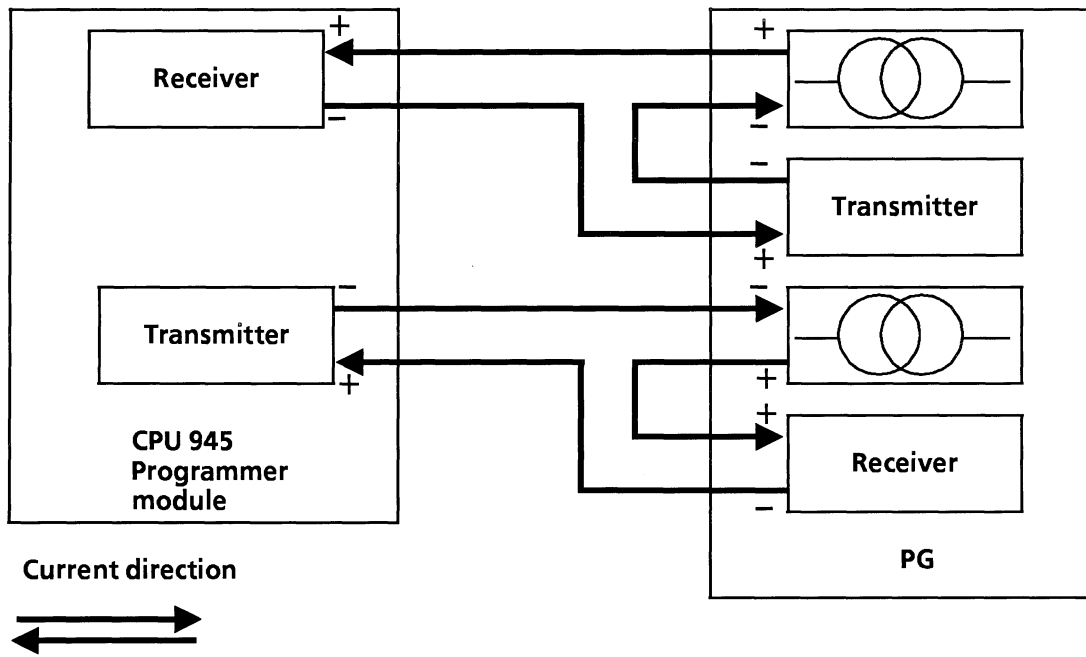 +
+
Receiver
−
−
−
Transmitter
+
−
−
Transmitter
+
+
+
CPU 945
Programmer
module
Receiver
−
PG
Current direction